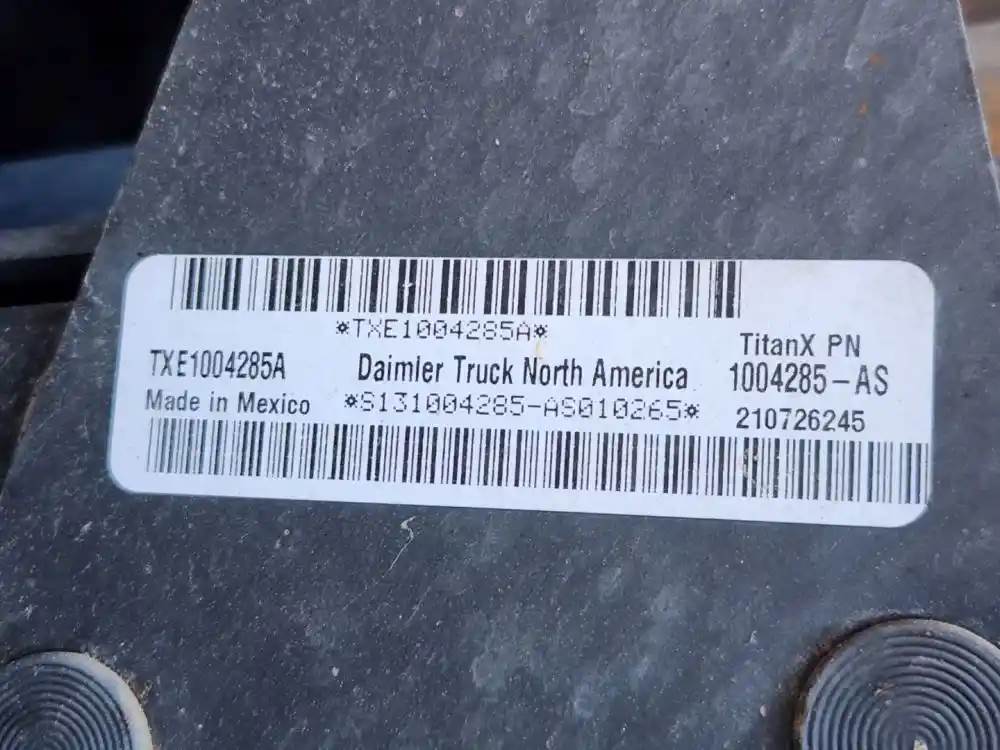 *TXE1004285A*
TXE1004285A
Daimler Truck North America
TitanX PN
1004285-AS
Made in Mexico
*S131004285-AS010265*
210726245